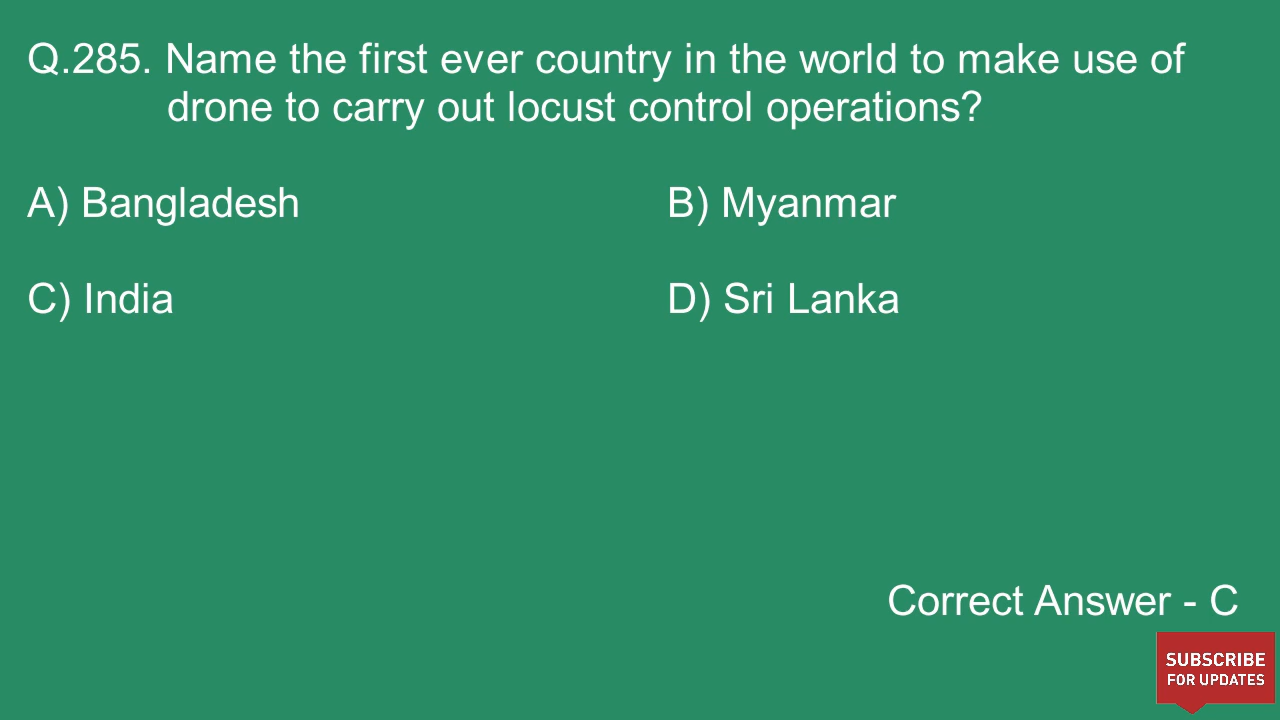 Q.285. Name the first ever country in the world to make use of
drone to carry out locust control operations?
A) Bangladesh B) Myanmar
C) India D) Sri Lanka
Correct Answer - C
SUBSCRIBE
FOR UPDATES